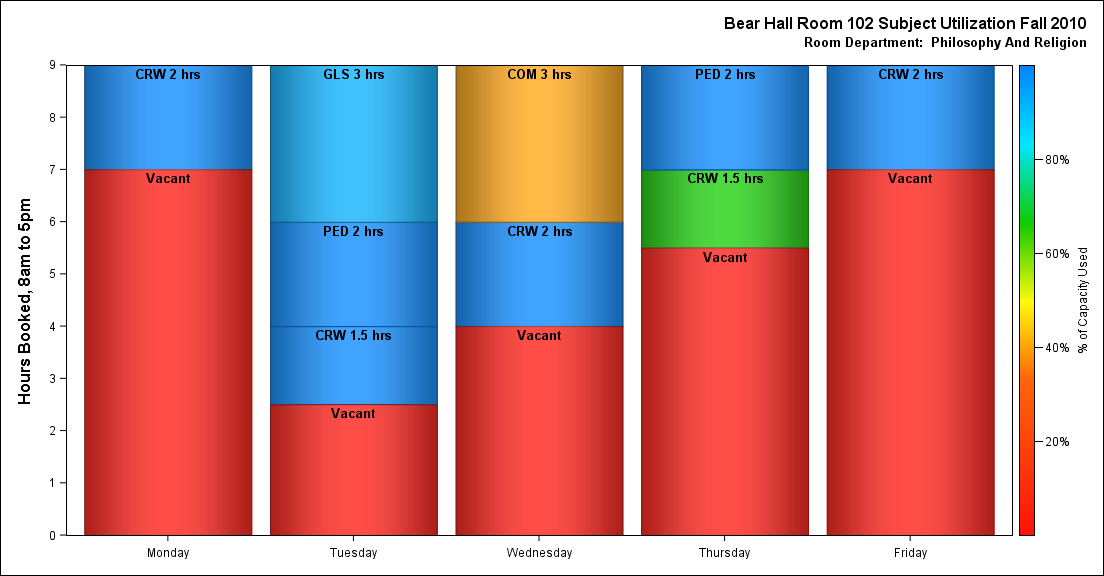 Bear Hall Room 102 Subject Utilization Fall 2010
Room Department:  Philosophy And Religion
Hours Booked, 8am to 5pm
9
8
7
6
5
4
3
2
1
0
CRW 2 hrs
Vacant
GLS 3 hrs
PED 2 hrs
CRW 1.5 hrs
Vacant
COM 3 hrs
CRW 2 hrs
Vacant
PED 2 hrs
CRW 1.5 hrs
Vacant
CRW 2 hrs
Vacant
Monday
Tuesday
Wednesday
Thursday
Friday
80%
60%
40%
20%
% of Capacity Used